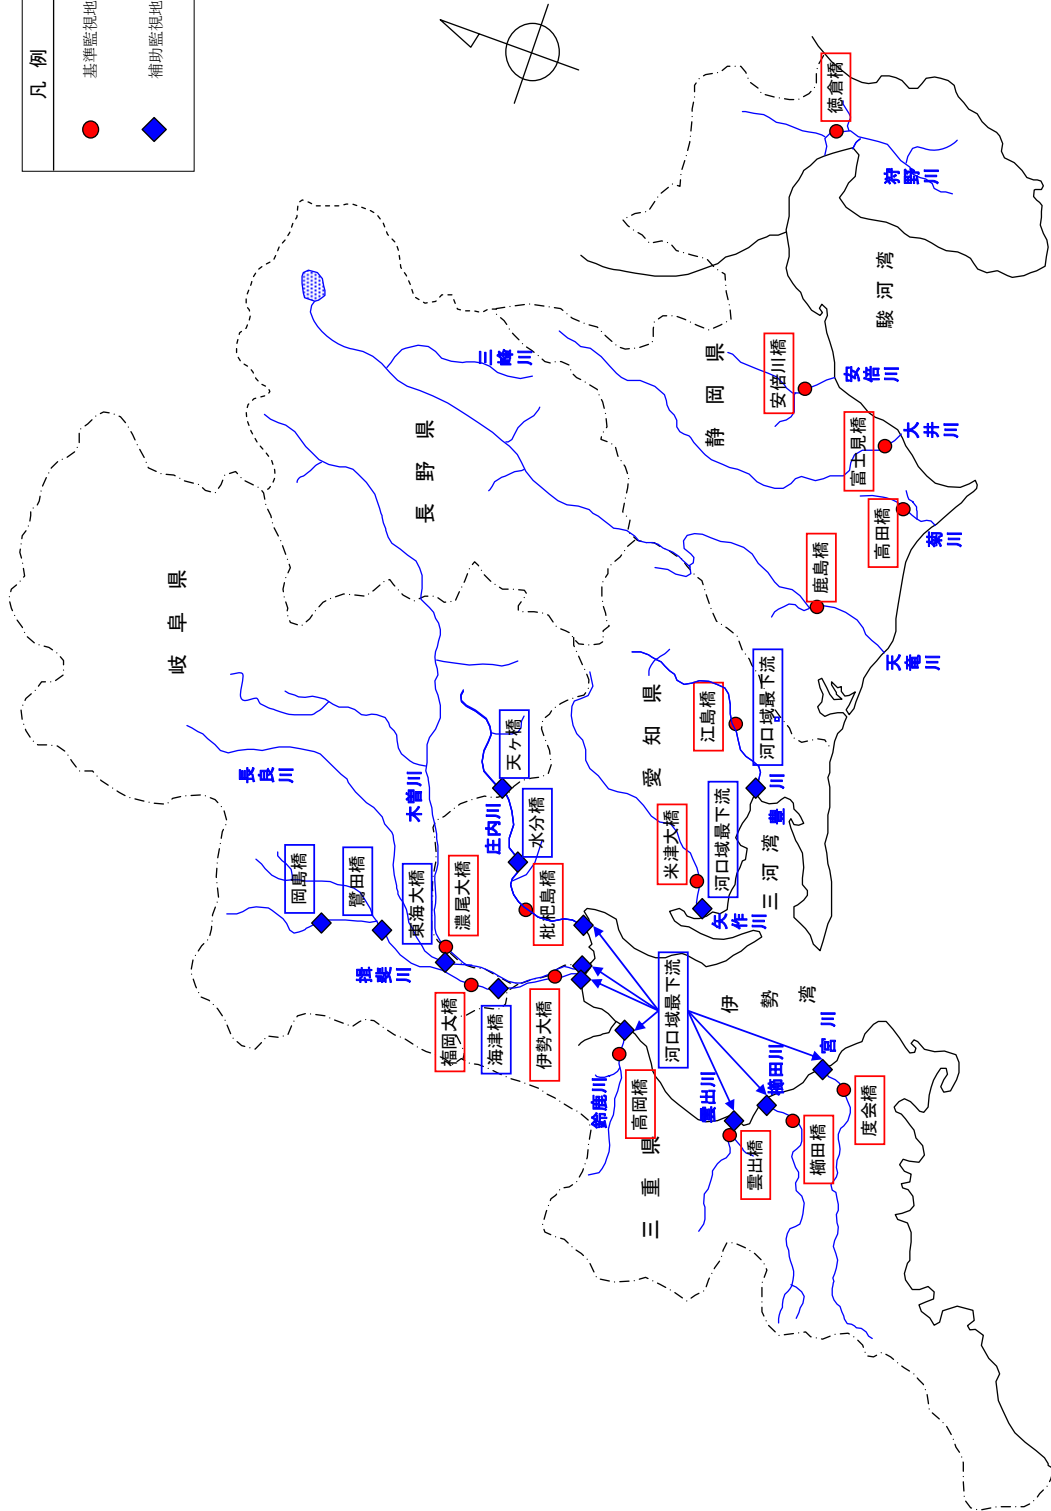 凡 例
基準監視地
補助監視地
岐 阜 県
長 野 県
静 岡 県
愛 知 県
三 重 県
駿 河 湾
三 河 湾
伊 勢 湾
徳倉橋
狩野川
安倍川橋
安倍川
富士見橋
大井川
高田橋
菊川
鹿島橋
天竜川
三峰川
江島橋
河口域最下流
豊川
米津大橋
河口域最下流
矢作川
天ヶ橋
庄内川
水分橋
枇杷島橋
木曽川
濃尾大橋
東海大橋
長良川
岡島橋
鷺田橋
揖斐川
福岡大橋
海津橋
伊勢大橋
河口域最下流
鈴鹿川
高岡橋
雲出川
雲出橋
櫛田川
櫛田橋
宮川
度会橋